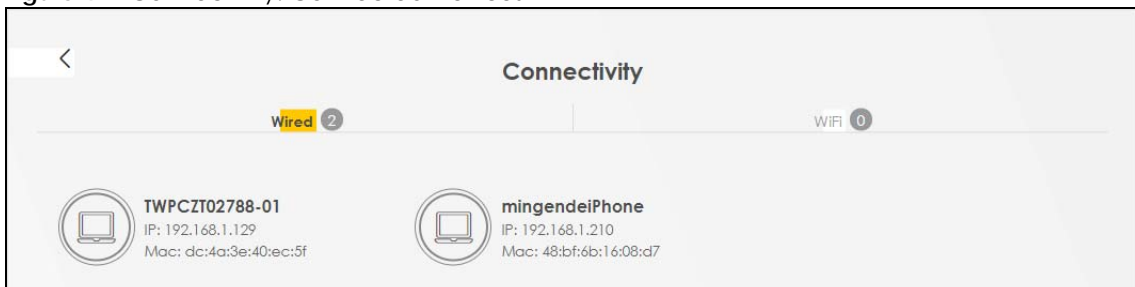 Connectivity
Wired 2
WiFi 0
TWPCZT02788-01
IP: 192.168.1.129
Mac: dc:4a:3e:40:ec:5f
mingendeiPhone
IP: 192.168.1.210
Mac: 48:bf:6b:16:08:d7